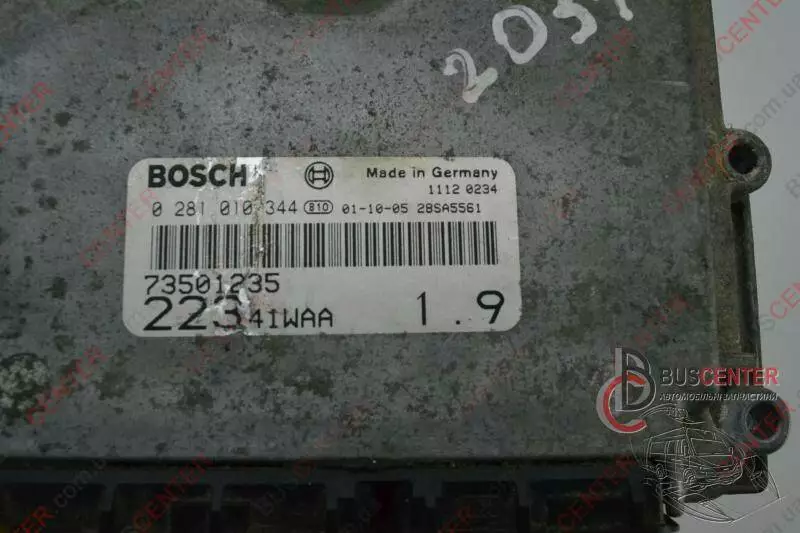 2037
BOSCH Made in Germany
1112 0234
0 281 010 344 810 01-10-05 28SA5561
73501235
223 41WAA 1.9
BUSCENTER
АВТОМОБІЛЬНІ ЗАПЧАСТИНИ